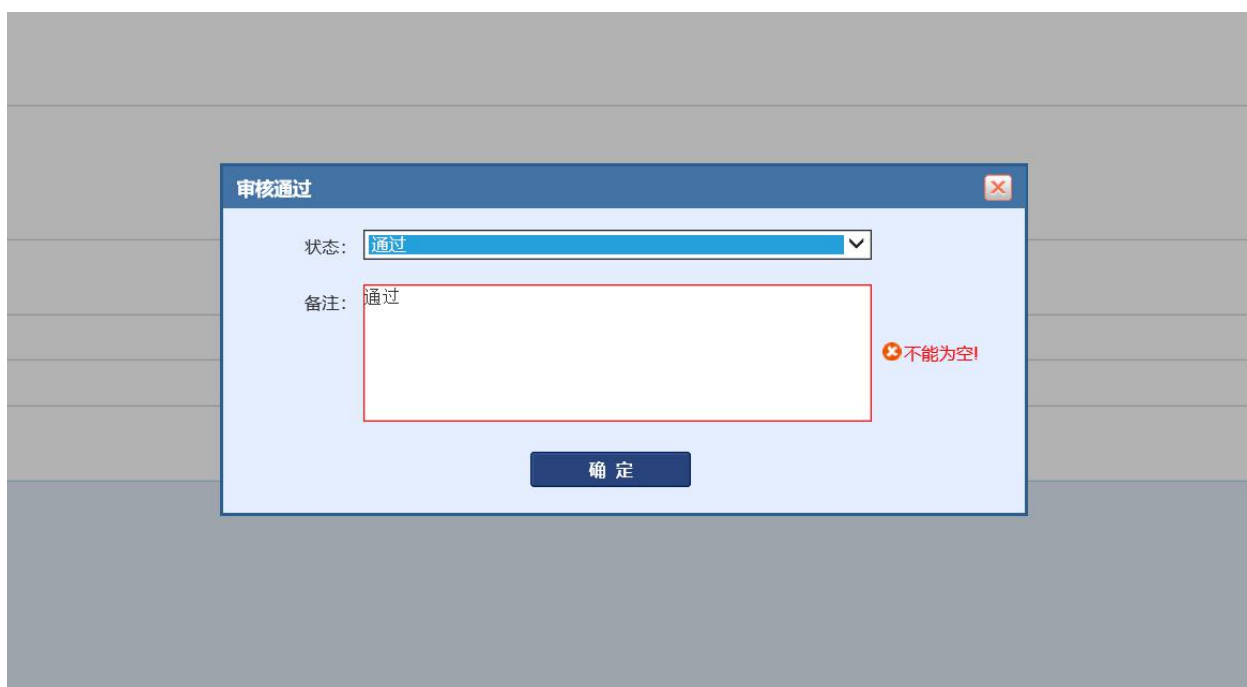 审核通过
状态： 通过
备注： 通过
不能为空!
确 定